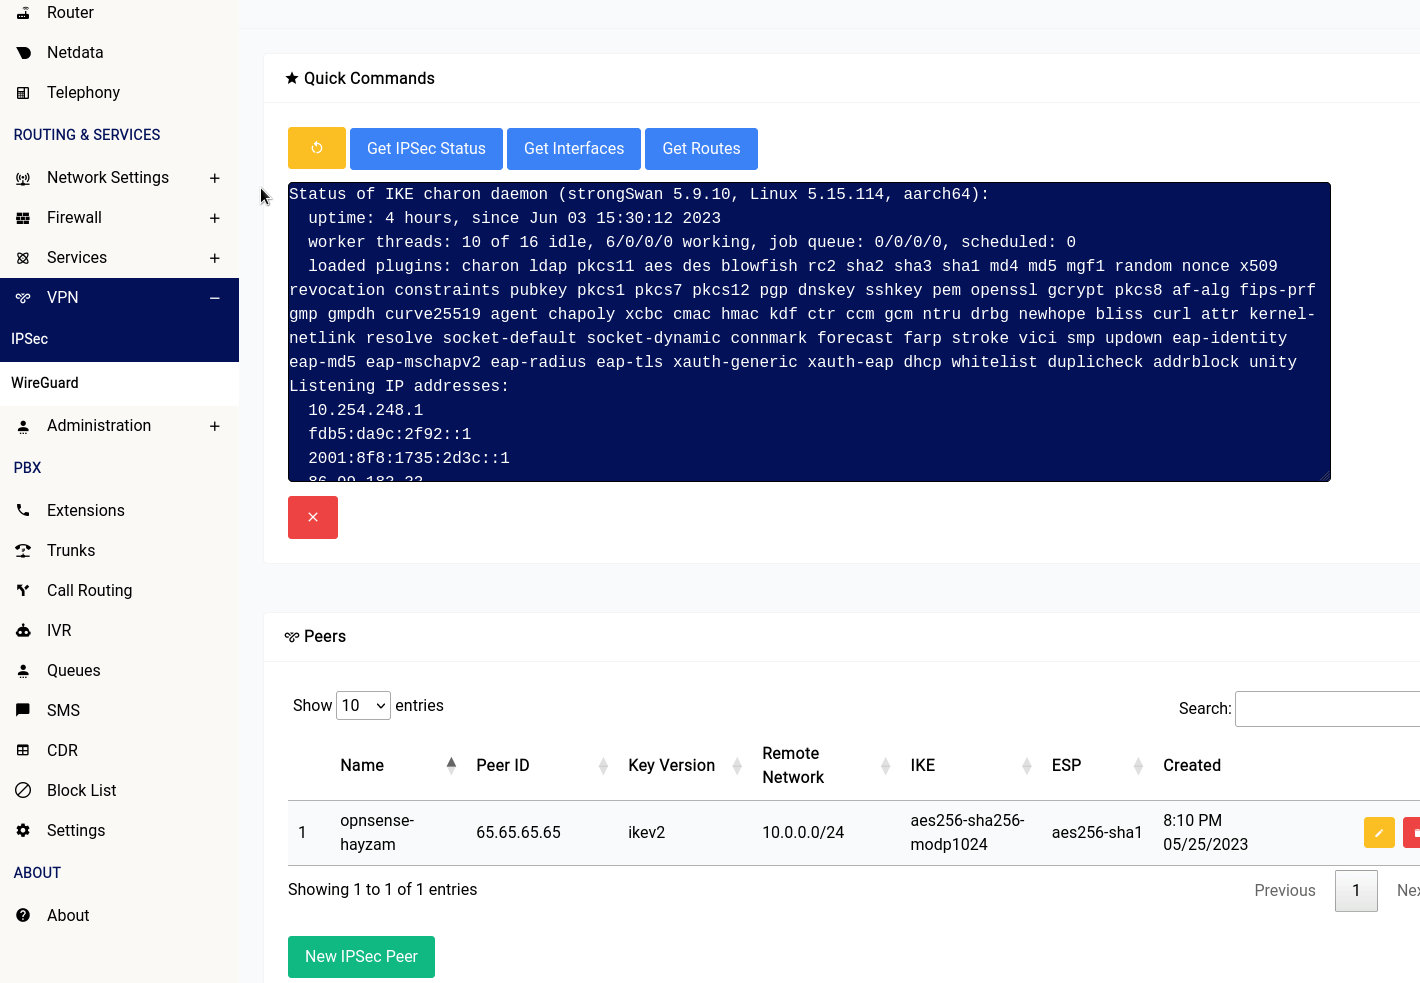 Router
Netdata
Telephony
ROUTING & SERVICES
Network Settings
Firewall
Services
VPN
IPSec
WireGuard
Administration
PBX
Extensions
Trunks
Call Routing
IVR
Queues
SMS
CDR
Block List
Settings
ABOUT
About
Quick Commands
Get IPSec Status
Get Interfaces
Get Routes
Status of IKE charon daemon (strongSwan 5.9.10, Linux 5.15.114, aarch64):
uptime: 4 hours, since Jun 03 15:30:12 2023
worker threads: 10 of 16 idle, 6/0/0/0 working, job queue: 0/0/0/0, scheduled: 0
loaded plugins: charon ldap pkcs11 aes des blowfish rc2 sha2 sha3 sha1 md4 md5 mgf1 random nonce x509
revocation constraints pubkey pkcs1 pkcs7 pkcs12 pgp dnskey sshkey pem openssl gcrypt pkcs8 af-alg fips-prf
gmp gmpdh curve25519 agent chapoly xcbc cmac hmac kdf ctr ccm gcm ntru drbg newhope bliss curl attr kernel-
netlink resolve socket-default socket-dynamic connmark forecast farp stroke vici smp updown eap-identity
eap-md5 eap-mschapv2 eap-radius eap-tls xauth-generic xauth-eap dhcp whitelist duplicheck addrblock unity
Listening IP addresses:
10.254.248.1
fdb5:da9c:2f92::1
2001:8f8:1735:2d3c::1
Peers
Show 10 entries
Search:
Name
Peer ID
Key Version
Remote
Network
IKE
ESP
Created
1
opnsense-
hayzam
65.65.65.65
ikev2
10.0.0.0/24
aes256-sha256-
modp1024
aes256-sha1
8:10 PM
05/25/2023
Showing 1 to 1 of 1 entries
Previous
1
New IPSec Peer